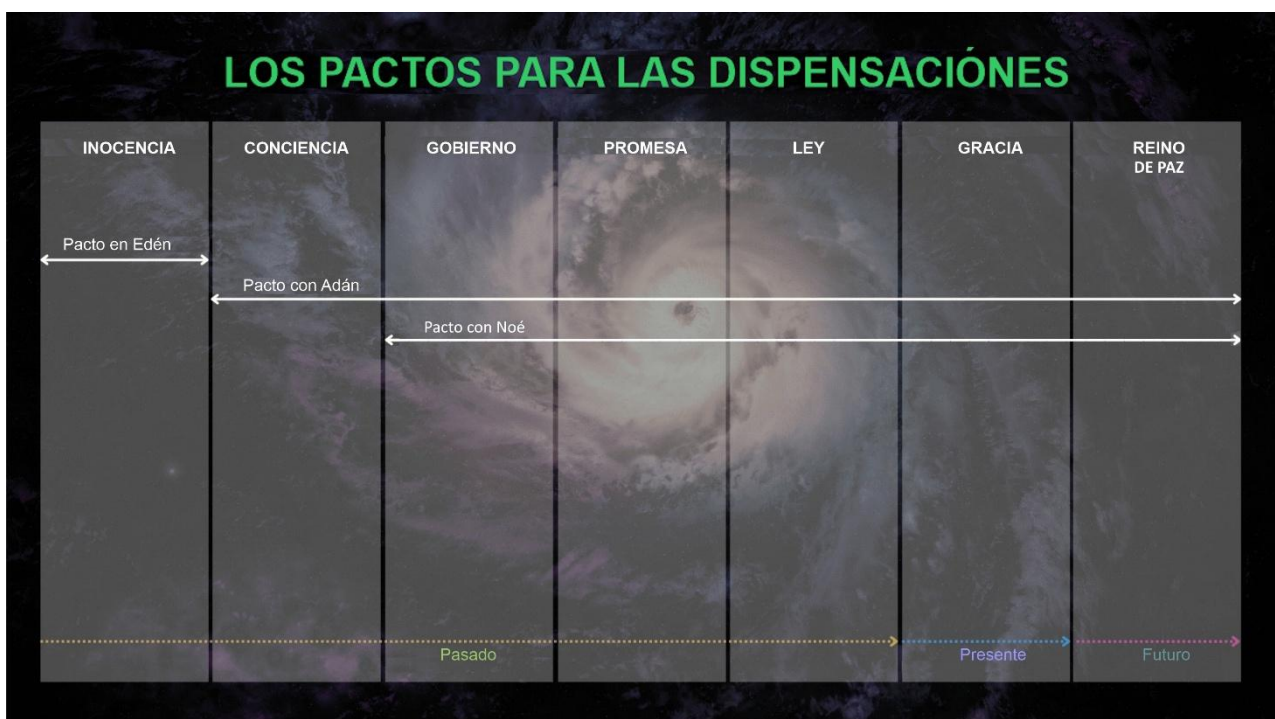 LOS PACTOS PARA LAS DISPENSACIÓNES
INOCENCIA
CONCIENCIA
GOBIERNO
PROMESA
LEY
GRACIA
REINO
DE PAZ
Pacto en Edén
Pacto con Adán
Pacto con Noé
Pasado
Presente
Futuro